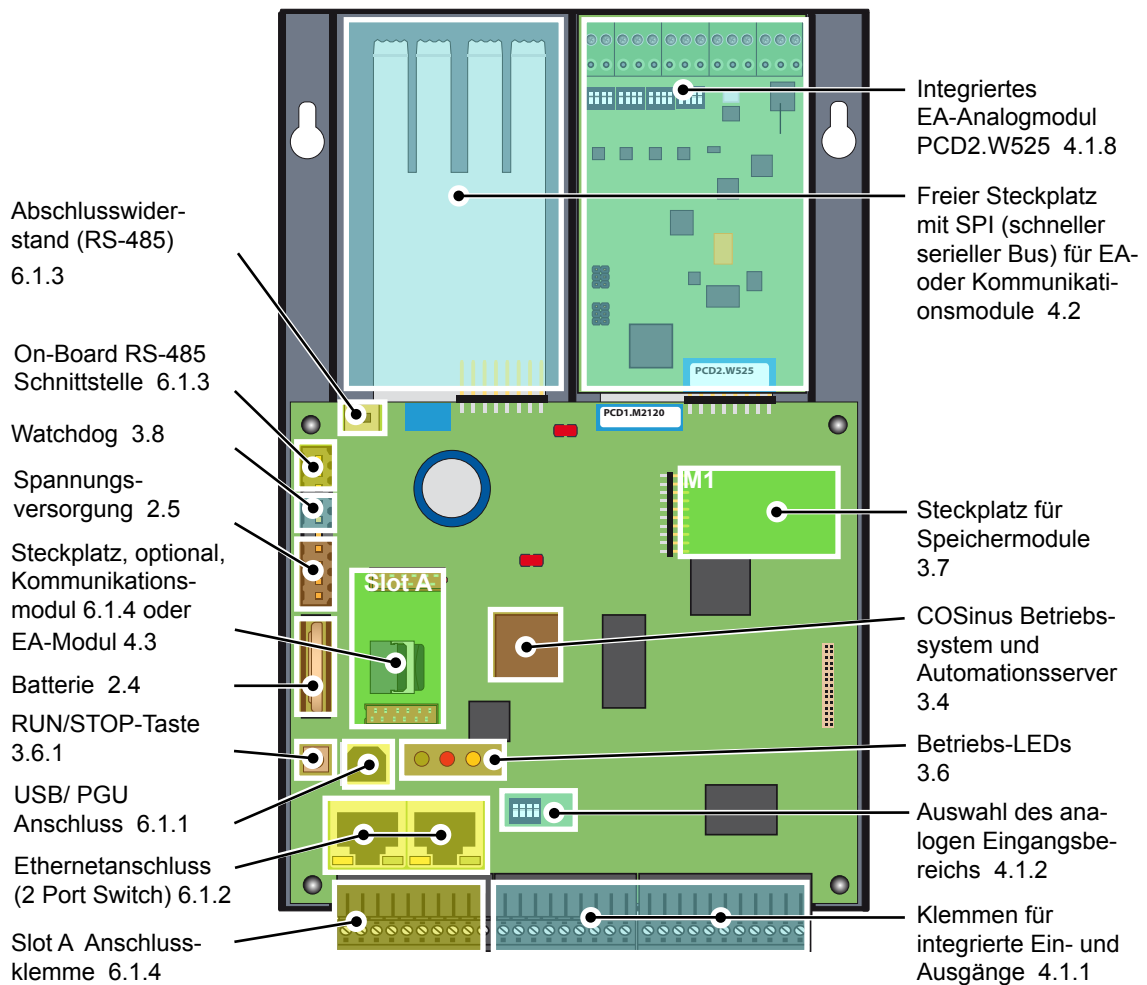 Abschlusswider-
stand (RS-485)
6.1.3
On-Board RS-485
Schnittstelle 6.1.3
Watchdog 3.8
Spannungs-
versorgung 2.5
Steckplatz, optional,
Kommunikations-
modul 6.1.4 oder
EA-Modul 4.3
Batterie 2.4
RUN/STOP-Taste
3.6.1
USB/ PGU
Anschluss 6.1.1
Ethernetanschluss
(2 Port Switch) 6.1.2
Slot A Anschluss-
klemme 6.1.4
PCD2.W525
PCD1.M2120
M1
Slot A
Integriertes
EA-Analogmodul
PCD2.W525 4.1.8
Freier Steckplatz
mit SPI (schneller
serieller Bus) für EA-
oder Kommunikati-
onsmodule 4.2
Steckplatz für
Speichermodule
3.7
COSinus Betriebs-
system und
Automationsserver
3.4
Betriebs-LEDs
3.6
Auswahl des ana-
logen Eingangsbe-
reichs 4.1.2
Klemmen für
integrierte Ein- und
Ausgänge 4.1.1